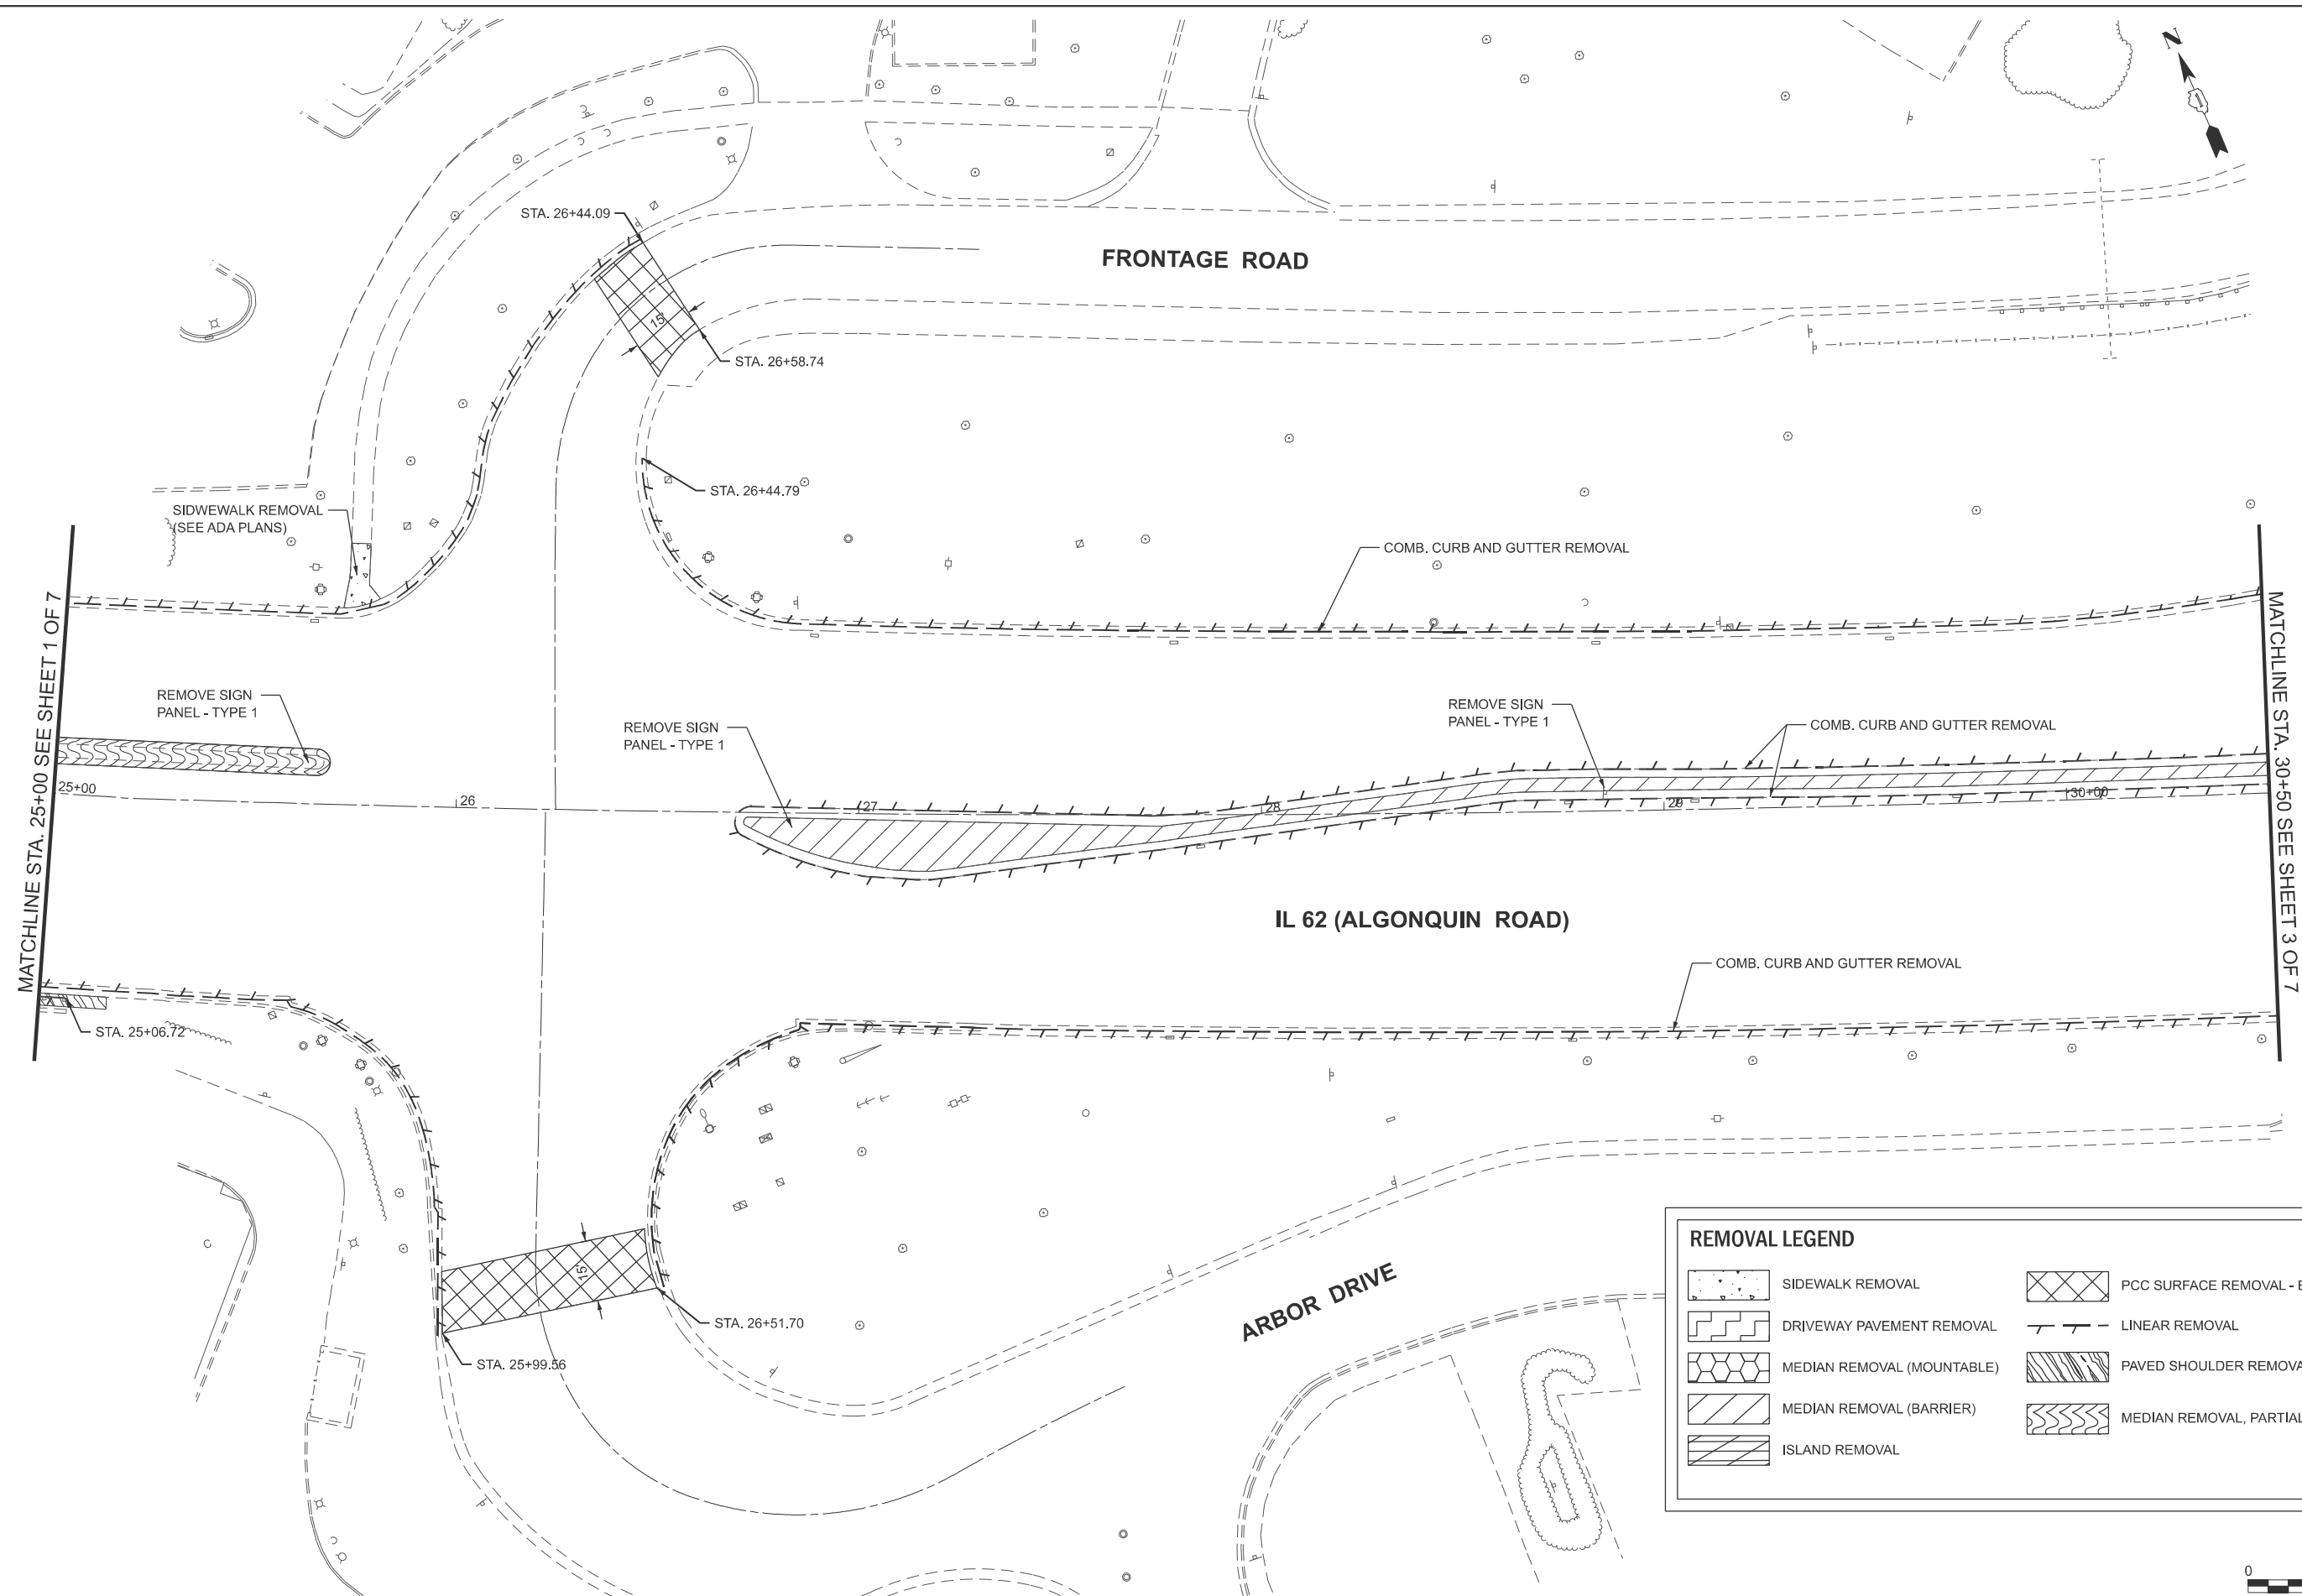 N
STA. 26+44.09
FRONTAGE ROAD
15'
STA. 26+58.74
STA. 26+44.79
SIDWEWALK REMOVAL
(SEE ADA PLANS)
COMB. CURB AND GUTTER REMOVAL
MATCHLINE STA. 25+00 SEE SHEET 1 OF 7
MATCHLINE STA. 30+50 SEE SHEET 3 OF 7
REMOVE SIGN
PANEL - TYPE 1
REMOVE SIGN
PANEL - TYPE 1
REMOVE SIGN
PANEL - TYPE 1
COMB. CURB AND GUTTER REMOVAL
25+00
26
27
28
29
30+00
IL 62 (ALGONQUIN ROAD)
COMB. CURB AND GUTTER REMOVAL
STA. 25+06.72
15'
STA. 26+51.70
STA. 25+99.56
ARBOR DRIVE
REMOVAL LEGEND
SIDEWALK REMOVAL
DRIVEWAY PAVEMENT REMOVAL
MEDIAN REMOVAL (MOUNTABLE)
MEDIAN REMOVAL (BARRIER)
ISLAND REMOVAL
PCC SURFACE REMOVAL -
LINEAR REMOVAL
PAVED SHOULDER
MEDIAN REMOVAL, PARTIAL
0